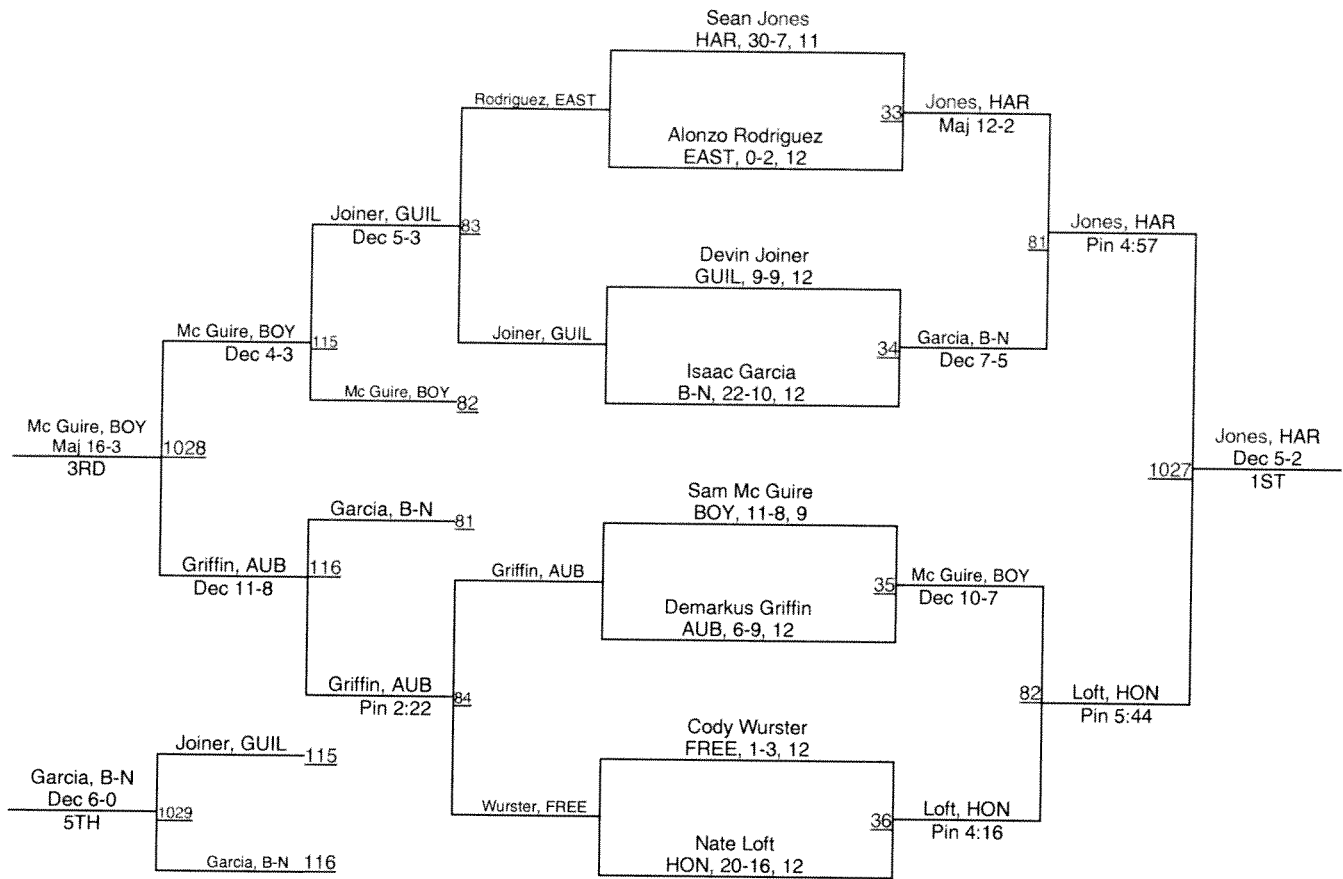 Sean Jones
HAR, 30-7, 11
Rodriguez, EAST
33
Jones, HAR
Maj 12-2
Alonzo Rodriguez
EAST, 0-2, 12
Joiner, GUIL
Dec 5-3
83
Jones, HAR
Pin 4:57
81
Devin Joiner
GUIL, 9-9, 12
Mc Guire, BOY
Dec 4-3
115
Joiner, GUIL
34
Garcia, B-N
Dec 7-5
Isaac Garcia
B-N, 22-10, 12
Mc Guire, BOY
82
Mc Guire, BOY
Maj 16-3
3RD
1028
Jones, HAR
Dec 5-2
1ST
1027
Sam Mc Guire
BOY, 11-8, 9
Garcia, B-N
81
Griffin, AUB
Dec 11-8
116
Griffin, AUB
35
Mc Guire, BOY
Dec 10-7
Demarkus Griffin
AUB, 6-9, 12
Griffin, AUB
Pin 2:22
84
82
Loft, HON
Pin 5:44
Cody Wurster
FREE, 1-3, 12
Joiner, GUIL
115
Garcia, B-N
Dec 6-0
5TH
1029
Wurster, FREE
36
Loft, HON
Pin 4:16
Nate Loft
HON, 20-16, 12
Garcia, B-N
116